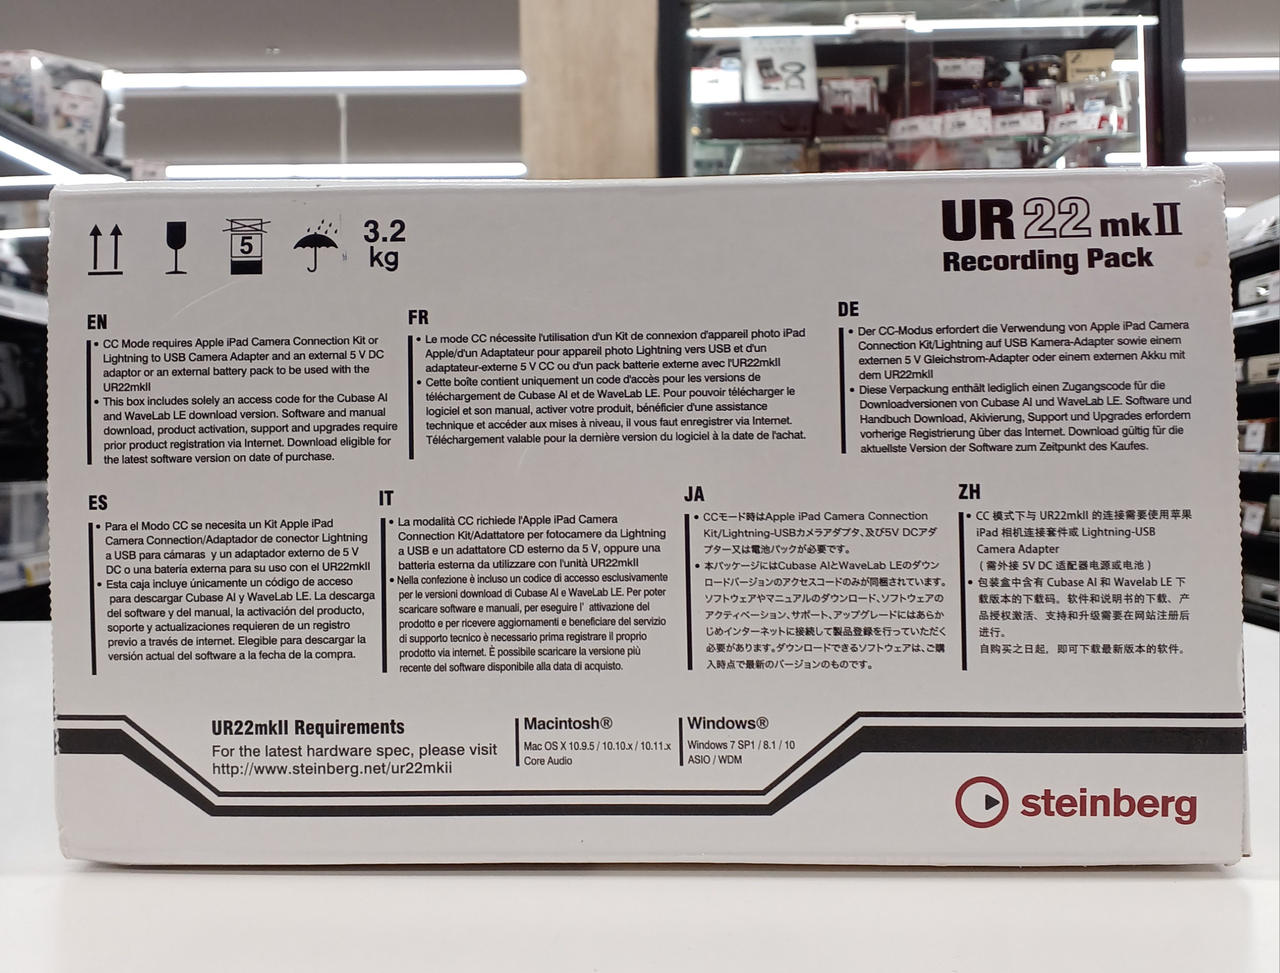 5
3.2
kg
UR22 mkII
Recording Pack
EN
• CC Mode requires Apple iPad Camera Connection Kit or
Lightning to USB Camera Adapter and an external 5 V DC
adaptor or an external battery pack to be used with the
UR22mkII
• This box includes solely an access code for the Cubase AI
and WaveLab LE download version. Software and manual
download, product activation, support and upgrades require
prior product registration via Internet. Download eligible for
the latest software version on date of purchase.
FR
• Le mode CC nécessite l'utilisation d'un Kit de connexion d'appareil photo iPad
Apple/d'un Adaptateur pour appareil photo Lightning vers USB et d'un
adaptateur-externe 5 V CC ou d'un pack batterie externe avec l'UR22mkII
• Cette boîte contient uniquement un code d'accès pour les versions de
téléchargement de Cubase AI et de WaveLab LE. Pour pouvoir télécharger le
logiciel et son manual, activer votre produit, bénéficier d'une assistance
technique et accéder aux mises à niveau, il vous faut enregistrer via Internet.
Téléchargement valable pour la dernière version du logiciel à la date de l'achat.
DE
• Der CC-Modus erfordert die Verwendung von Apple iPad Camera
Connection Kit/Lightning auf USB Kamera-Adapter sowie einem
externen 5 V Gleichstrom-Adapter oder einem externen Akku mit
dem UR22mkII
• Diese Verpackung enthält lediglich einen Zugangscode für die
Downloadversionen von Cubase AI und WaveLab LE. Software und
Handbuch Download, Akivierung, Support und Upgrades erfordern
vorherige Registrierung über das Internet. Download gültig für die
aktuellste Version der Software zum Zeitpunkt des Kaufes.
ES
• Para el Modo CC se necesita un Kit Apple iPad
Camera Connection/Adaptador de conector Lightning
a USB para cámaras y un adaptador externo de 5 V
DC o una batería externa para su uso con el UR22mkII
• Esta caja incluye únicamente un código de acceso
para descargar Cubase AI y WaveLab LE. La descarga
del software y del manual, la activación del producto,
soporte y actualizaciones requieren de un registro
previo a través de internet. Elegible para descargar la
versión actual del software a la fecha de la compra.
IT
• La modalità CC richiede l'Apple iPad Camera
Connection Kit/Adattatore per fotocamere da Lightning
a USB e un adattatore CD esterno da 5 V, oppure una
batteria esterna da utilizzare con l'unità UR22mkII
• Nella confezione è incluso un codice di accesso esclusivamente
per le versioni download di Cubase AI e WaveLab LE. Per poter
scaricare software e manuali, per eseguire l' attivazione del
prodotto e per ricevere aggiornamenti e beneficiare del servizio
di supporto tecnico è necessario prima registrare il proprio
prodotto via internet. È possibile scaricare la versione più
recente del software disponibile alla data di acquisto.
JA
• CCモード時はApple iPad Camera Connection
Kit/Lightning-USBカメラアダプタ、及び5V DCアダ
プター又は電池パックが必要です。
• 本パッケージにはCubase AIとWaveLab LEのダウン
ロードバージョンのアクセスコードのみが同梱されています。
ソフトウェアやマニュアルのダウンロード、ソフトウェアの
アクティベーション、サポート、アップグレードにはあらか
じめインターネットに接続して製品登録を行っていただく
必要があります。ダウンロードできるソフトウェアは、ご購
入時点で最新のバージョンのものです。
ZH
• CC 模式下与 UR22mkII 的连接需要使用苹果
iPad 相机连接套件或 Lightning-USB
Camera Adapter
（需外接 5V DC 适配器电源或电池）
• 包装盒中含有 Cubase AI 和 Wavelab LE 下
载版本的下载码。软件和说明书的下载、产
品授权激活、支持和升级需要在网站注册后
进行。
自购买之日起，即可下载最新版本的软件。
UR22mkII Requirements
For the latest hardware spec, please visit
http://www.steinberg.net/ur22mkii
Macintosh®
Mac OS X 10.9.5 / 10.10.x / 10.11.x
Core Audio
Windows®
Windows 7 SP1 / 8.1 / 10
ASIO / WDM
steinberg